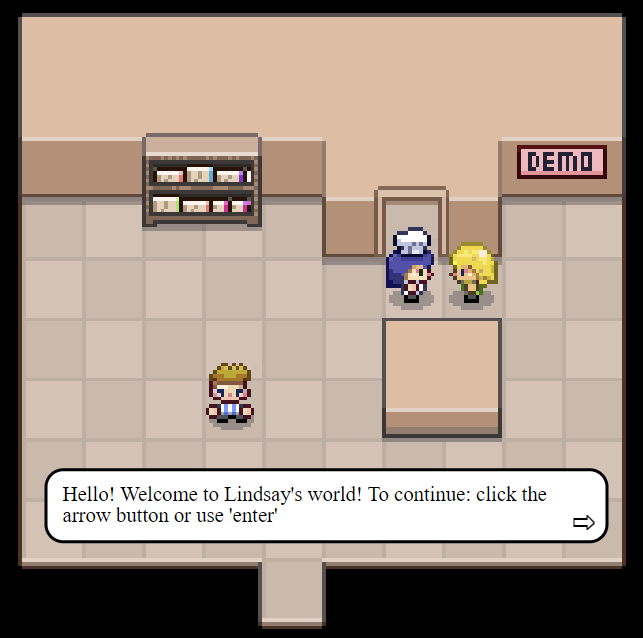 DEMO
Hello! Welcome to Lindsay's world! To continue: click the
arrow button or use 'enter'